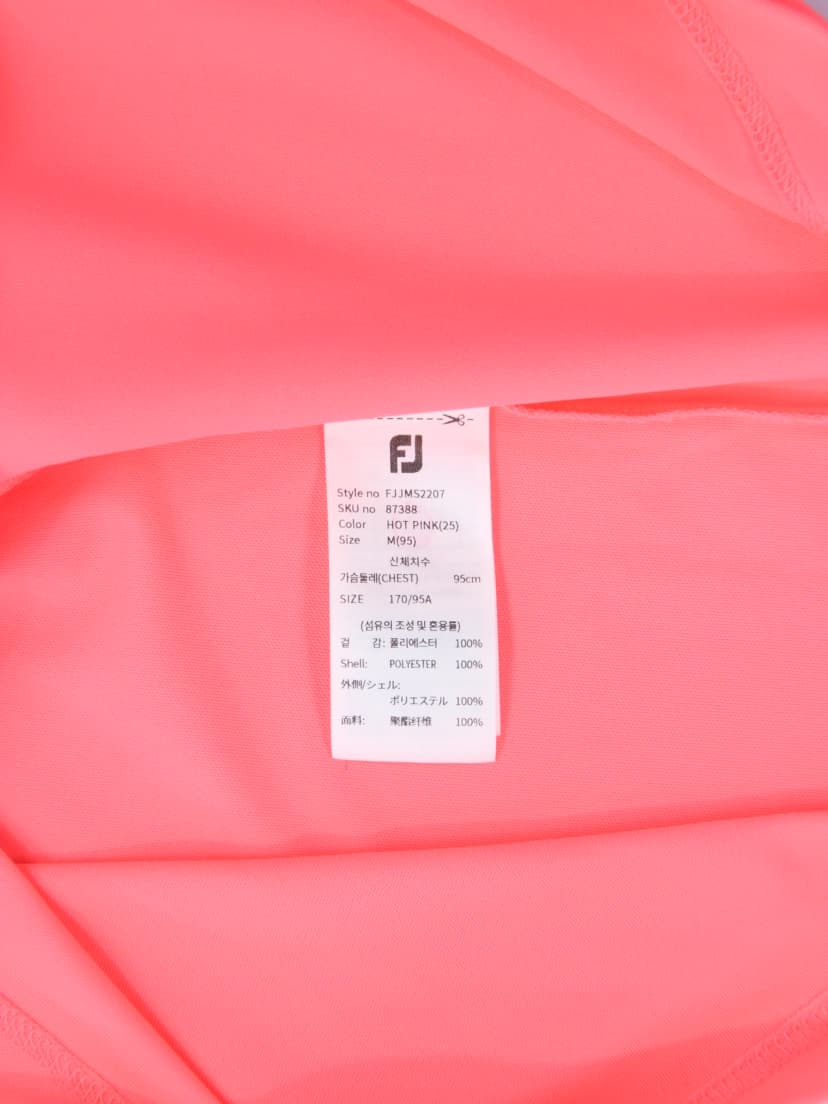 FJ
Style no FJJMS2207
SKU no 87388
Color HOT PINK(25)
Size M(95)
신체치수
가슴둘레(CHEST) 95cm
SIZE 170/95A
(섬유의 조성 및 혼용률)
겉 감: 폴리에스터 100%
Shell: POLYESTER 100%
外側/シェル:
ポリエステル 100%
面料: 聚酯纤维 100%